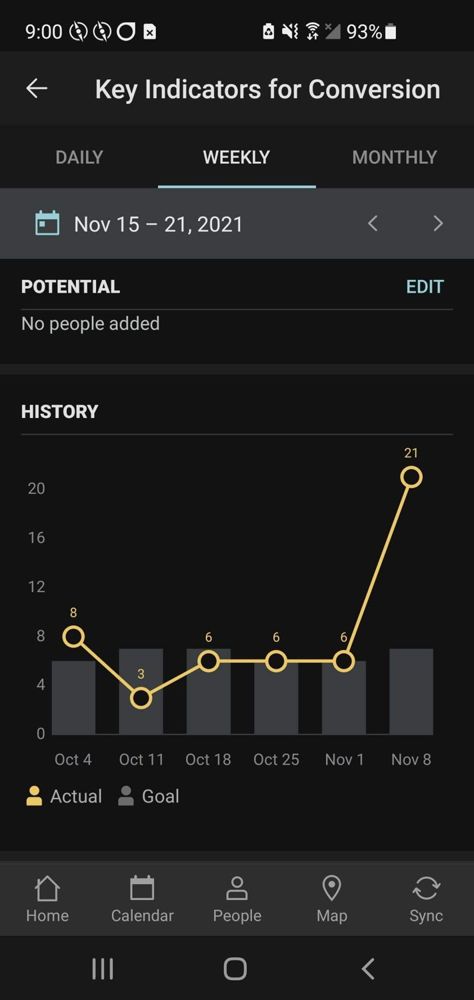 9:00 93%
Key Indicators for Conversion
DAILY WEEKLY MONTHLY
Nov 15 – 21, 2021
POTENTIAL EDIT
No people added
HISTORY
21
20
16
12
8
8
6 6 6
3
4
0
Oct 4 Oct 11 Oct 18 Oct 25 Nov 1 Nov 8
Actual Goal
Home Calendar People Map Sync